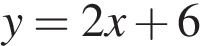 y = 2x + 6